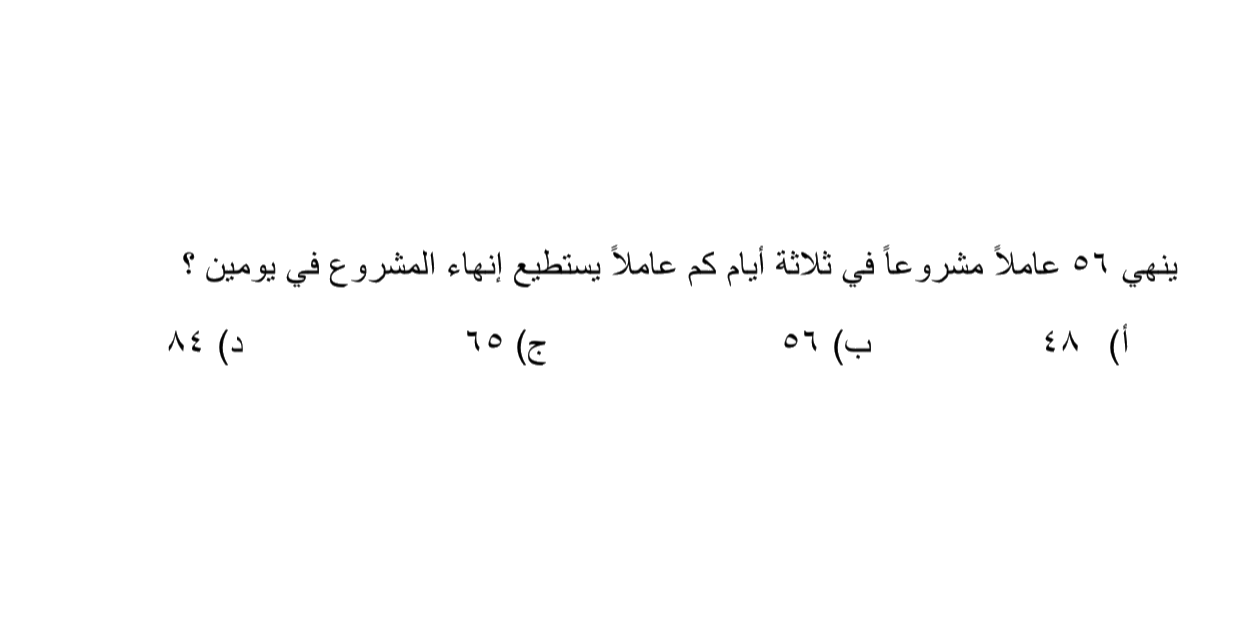 ينهي ٥٦ عاملاً مشروعاً في ثلاثة أيام كم عاملاً يستطيع إنهاء المشروع في يومين ؟
أ) ٤٨ ب) ٥٦ ج) ٦٥ د) ٨٤